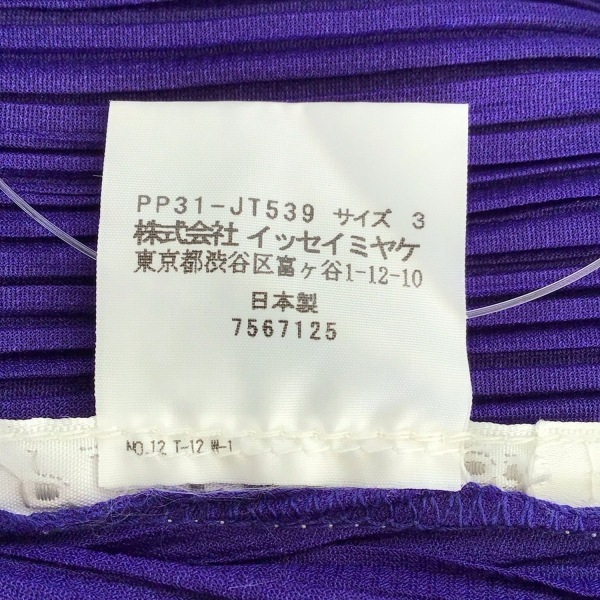 PP31-JT539 サイズ 3
株式会社 イッセイミヤケ
東京都渋谷区富ヶ谷1-12-10
日本製
7567125
NO.12 T-12 W-1